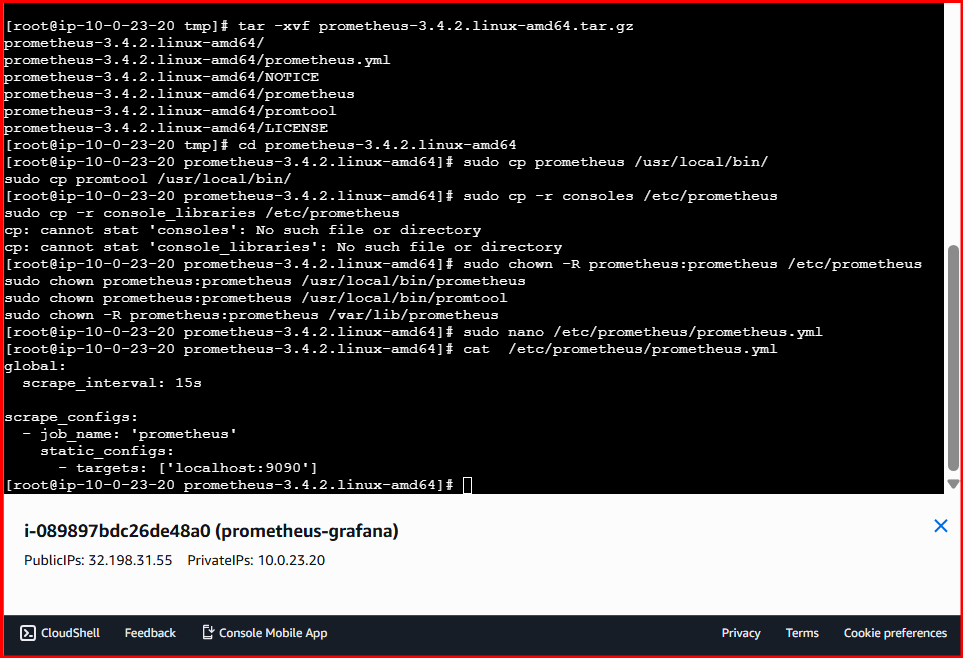 [root@ip-10-0-23-20 tmp]# tar -xvf prometheus-3.4.2.linux-amd64.tar.gz
prometheus-3.4.2.linux-amd64/
prometheus-3.4.2.linux-amd64/prometheus.yml
prometheus-3.4.2.linux-amd64/NOTICE
prometheus-3.4.2.linux-amd64/prometheus
prometheus-3.4.2.linux-amd64/promtool
prometheus-3.4.2.linux-amd64/LICENSE
[root@ip-10-0-23-20 tmp]# cd prometheus-3.4.2.linux-amd64
[root@ip-10-0-23-20 prometheus-3.4.2.linux-amd64]# sudo cp prometheus /usr/local/bin/
sudo cp promtool /usr/local/bin/
[root@ip-10-0-23-20 prometheus-3.4.2.linux-amd64]# sudo cp -r consoles /etc/prometheus
sudo cp -r console_libraries /etc/prometheus
cp: cannot stat 'consoles': No such file or directory
cp: cannot stat 'console_libraries': No such file or directory
[root@ip-10-0-23-20 prometheus-3.4.2.linux-amd64]# sudo chown -R prometheus:prometheus /etc/prometheus
sudo chown prometheus:prometheus /usr/local/bin/prometheus
sudo chown prometheus:prometheus /usr/local/bin/promtool
sudo chown -R prometheus:prometheus /var/lib/prometheus
[root@ip-10-0-23-20 prometheus-3.4.2.linux-amd64]# sudo nano /etc/prometheus/prometheus.yml
[root@ip-10-0-23-20 prometheus-3.4.2.linux-amd64]# cat  /etc/prometheus/prometheus.yml
global:
  scrape_interval: 15s

scrape_configs:
  - job_name: 'prometheus'
    static_configs:
      - targets: ['localhost:9090']
[root@ip-10-0-23-20 prometheus-3.4.2.linux-amd64]#
i-089897bdc26de48a0 (prometheus-grafana)
PublicIPs: 32.198.31.55 PrivateIPs: 10.0.23.20
CloudShell Feedback Console Mobile App Privacy Terms Cookie preferences